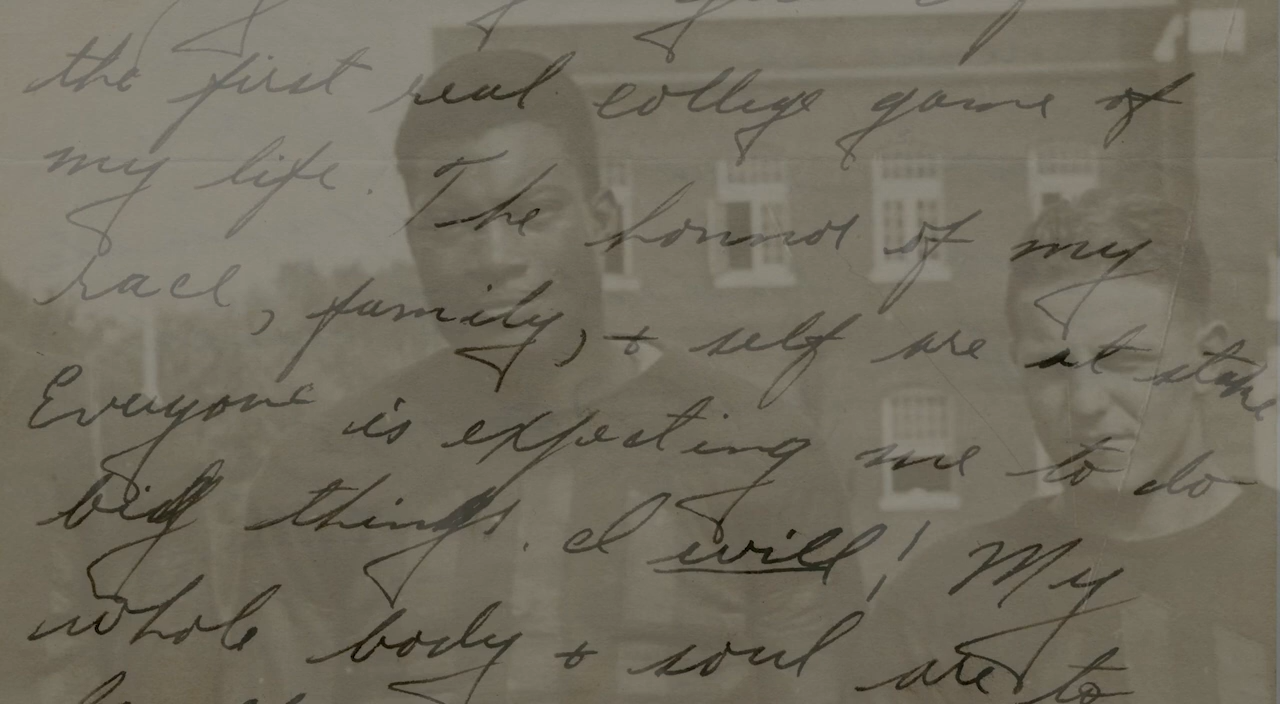 the first real college game of
my life. The honnor of my
race, family, & self are at stake
Everyone is expecting me to do
big things. I will! My
whole body & soul are to